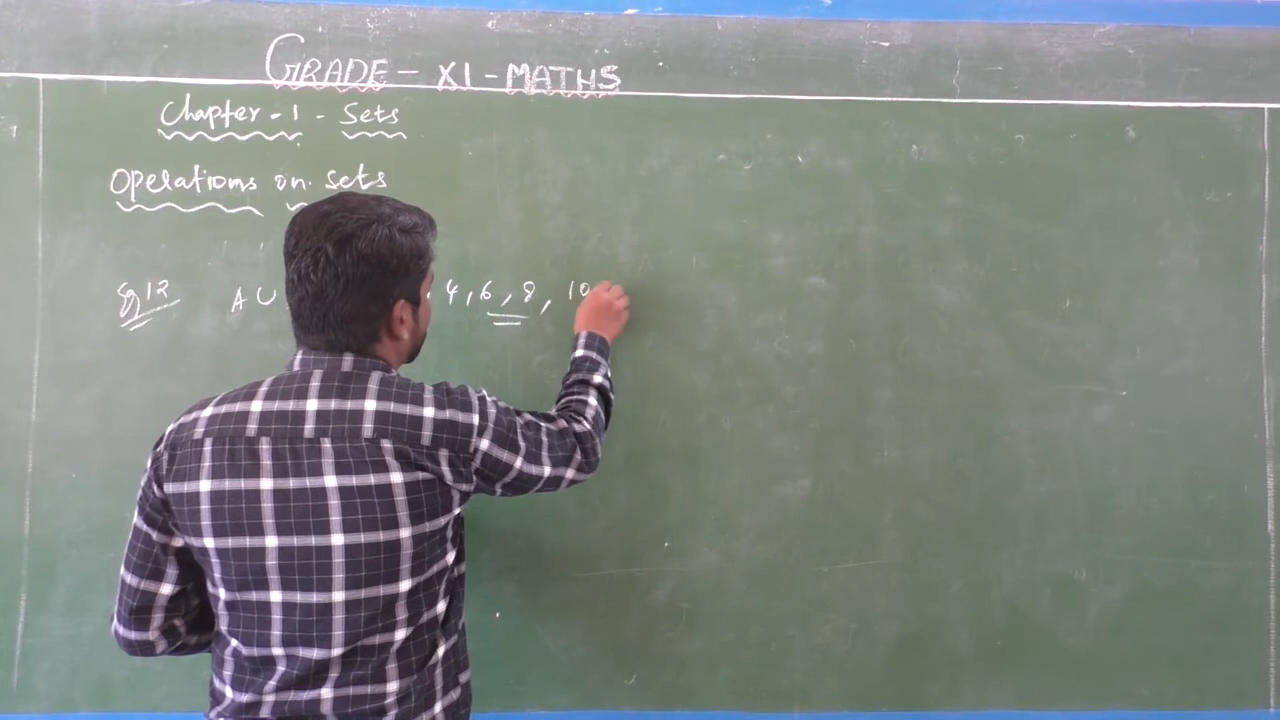 GRADE - XI - MATHS
Chapter - 1 - Sets
Operations on sets
Eg 12 A U 4, 6, 8, 10